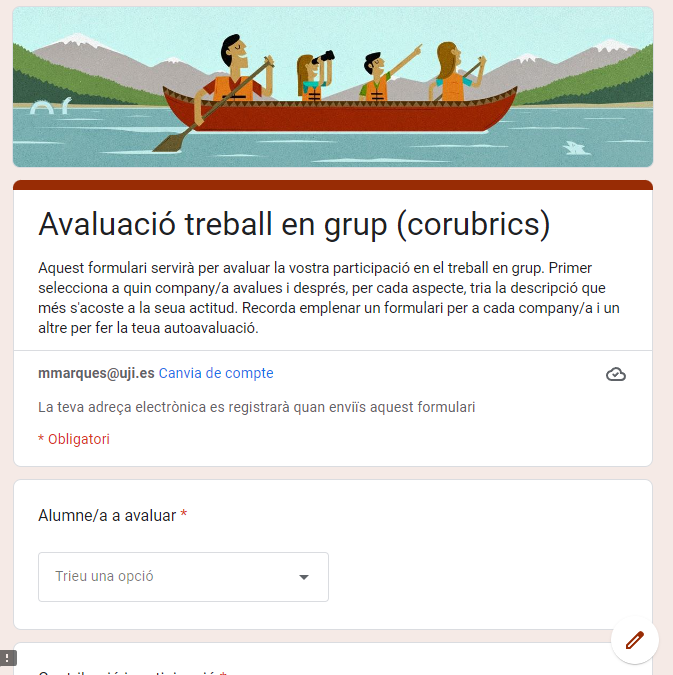 Avaluació treball en grup (corubrics)
Aquest formulari servirà per avaluar la vostra participació en el treball en grup. Primer
selecciona a quin company/a avalues i després, per cada aspecte, tria la descripció que
més s'acoste a la seua actitud. Recorda emplenar un formulari per a cada company/a i un
altre per fer la teua autoavaluació.
mmarques@uji.es Canvia de compte
La teva adreça electrònica es registrarà quan enviïs aquest formulari
* Obligatori
Alumne/a a avaluar *
Trieu una opció